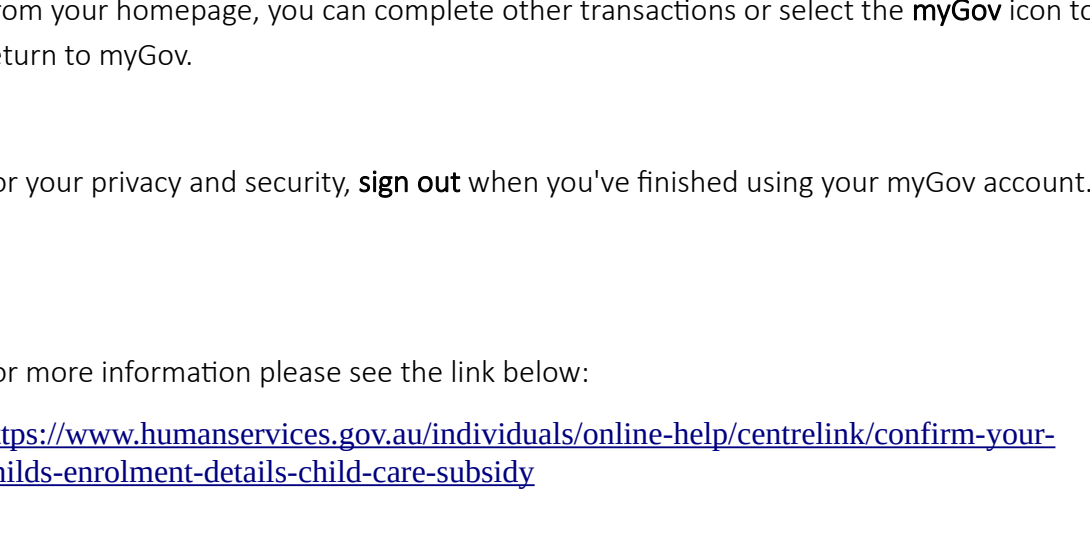 om your homepage, you can complete other transactions or select the myGov icon to
eturn to myGov.
or your privacy and security, sign out when you've finished using your myGov account.
or more information please see the link below:
ttps://www.humanservices.gov.au/individuals/online-help/centrelink/confirm-your-
hilds-enrolment-details-child-care-subsidy